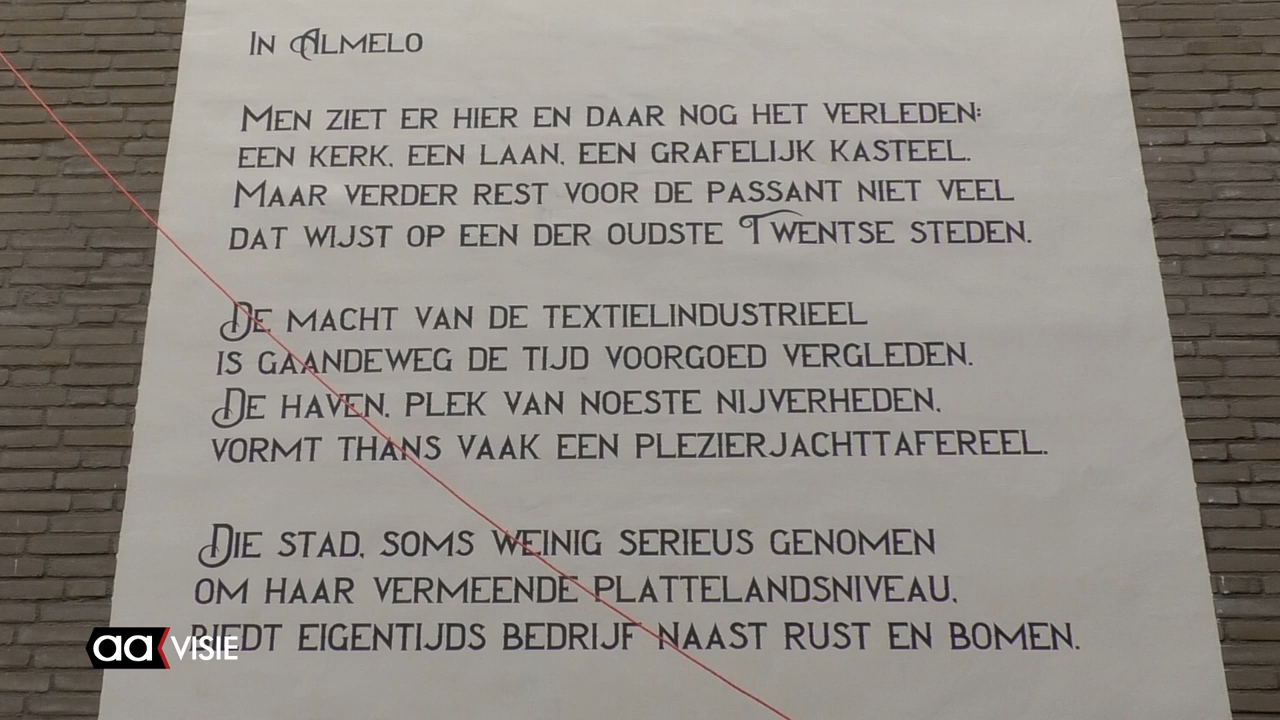 In Almelo
Men ziet er hier en daar nog het verleden:
een kerk, een laan, een grafelijk kasteel.
Maar verder rest voor de passant niet veel
dat wijst op een der oudste Twentse steden.
De macht van de textielindustrieel
is gaandeweg de tijd voorgoed vergleden.
De haven, plek van noeste nijverheden,
vormt thans vaak een plezierjachttafereel.
Die stad, soms weinig serieus genomen
om haar vermeende plattelandsniveau,
biedt eigentijds bedrijf naast rust en bomen.
aa VISIE